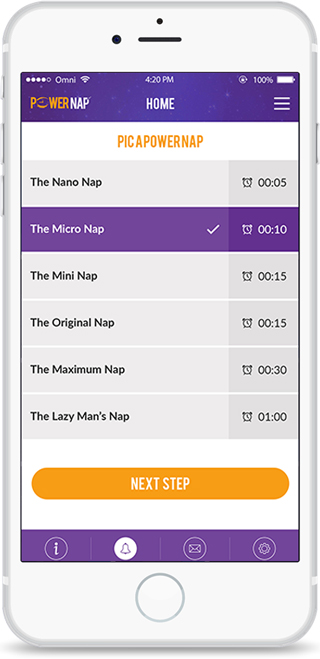 Omni 4:20 PM 100%
POWERNAP HOME
PICAPOWERNAP
The Nano Nap 00:05
The Micro Nap 00:10
The Mini Nap 00:15
The Original Nap 00:15
The Maximum Nap 00:30
The Lazy Man's Nap 01:00
NEXT STEP